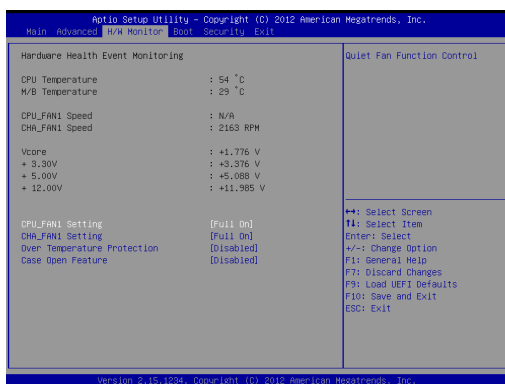 Aptio Setup Utility – Copyright (C) 2012 American Megatrends, Inc.
Main Advanced H/W Monitor Boot Security Exit
Hardware Health Event Monitoring
CPU Temperature : 54 °C
M/B Temperature : 29 °C
CPU_FAN1 Speed : N/A
CHA_FAN1 Speed : 2163 RPM
Vcore : +1.776 V
+ 3.30V : +3.376 V
+ 5.00V : +5.088 V
+ 12.00V : +11.985 V
CPU_FAN1 Setting [Full On]
CHA_FAN1 Setting [Full On]
Over Temperature Protection [Disabled]
Case Open Feature [Disabled]
Quiet Fan Function Control
↔: Select Screen
↑↓: Select Item
Enter: Select
+/-: Change Option
F1: General Help
F7: Discard Changes
F9: Load UEFI Defaults
F10: Save and Exit
ESC: Exit
Version 2.15.1234. Copyright (C) 2012 American Megatrends, Inc.